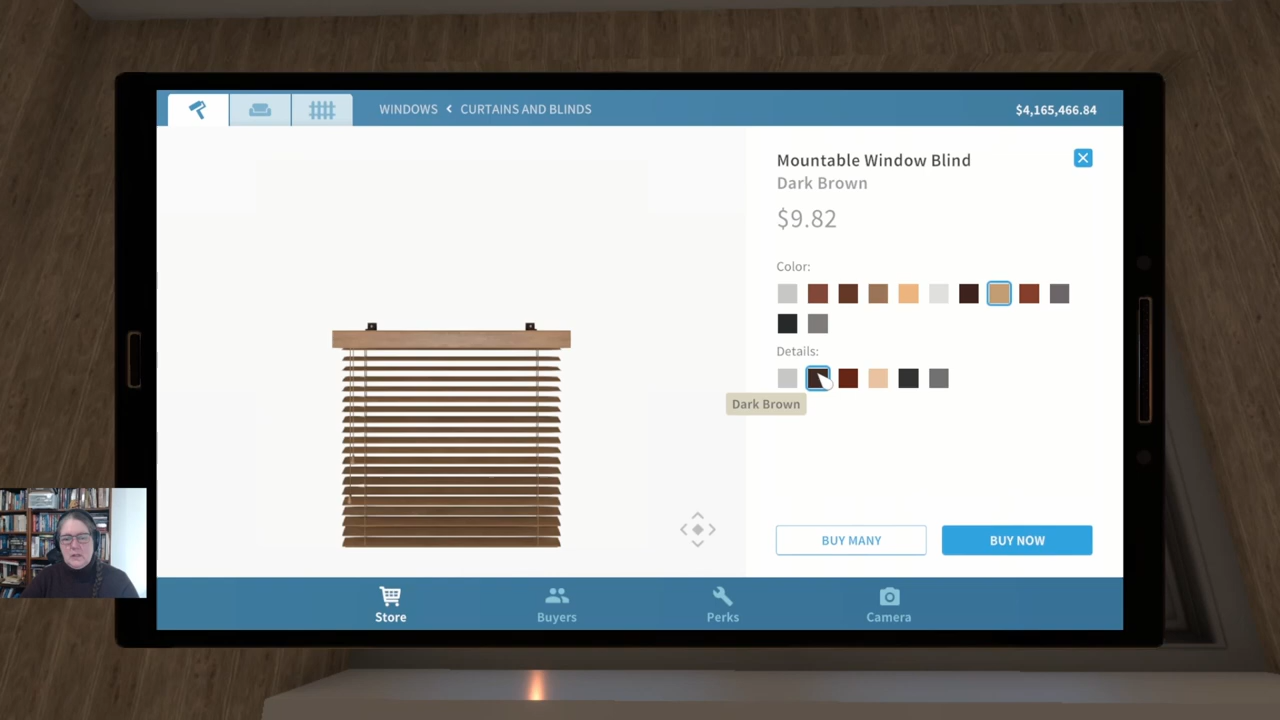 WINDOWS < CURTAINS AND BLINDS
$4,165,466.84
Mountable Window Blind
Dark Brown
$9.82
Color:
Details:
Dark Brown
BUY MANY
BUY NOW
Store
Buyers
Perks
Camera